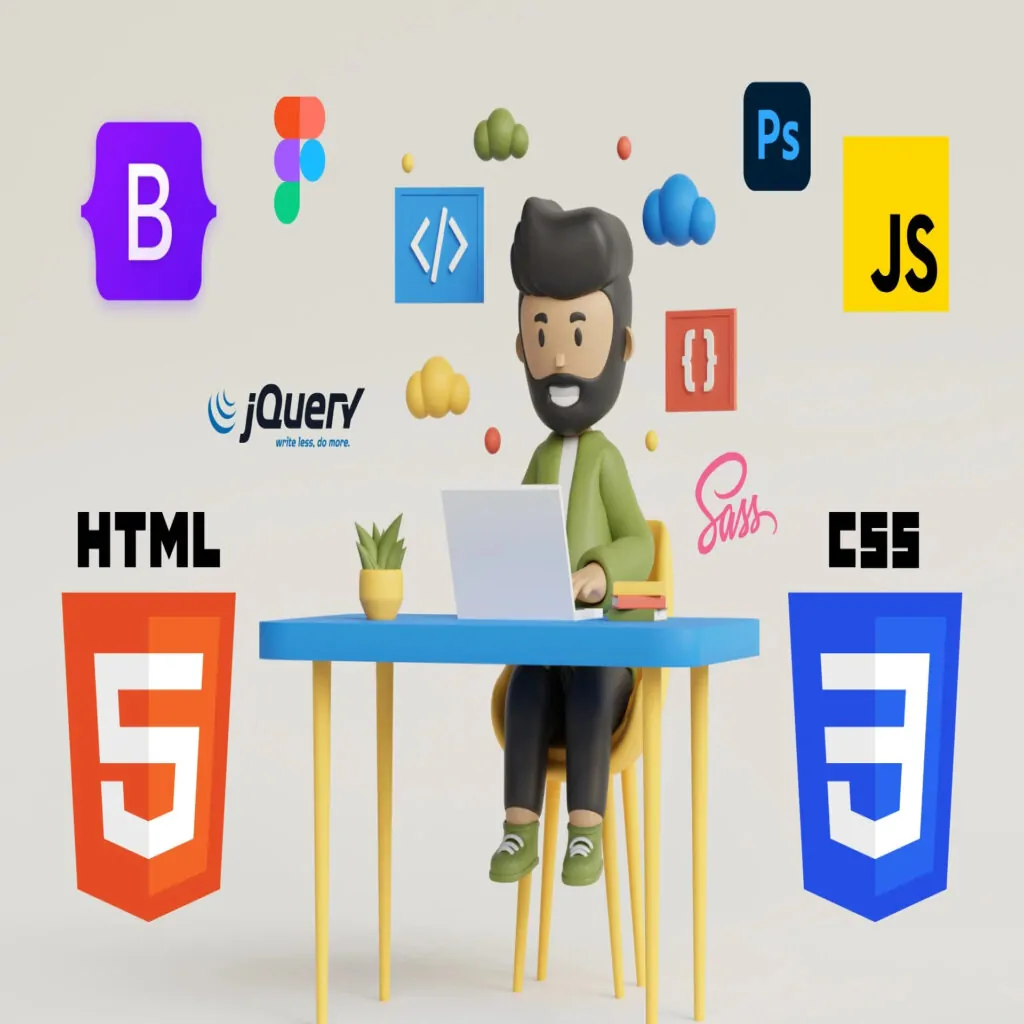 B
Ps
JS
</>
{}
jQuery
write less, do more.
Sass
HTML
CSS
5
3